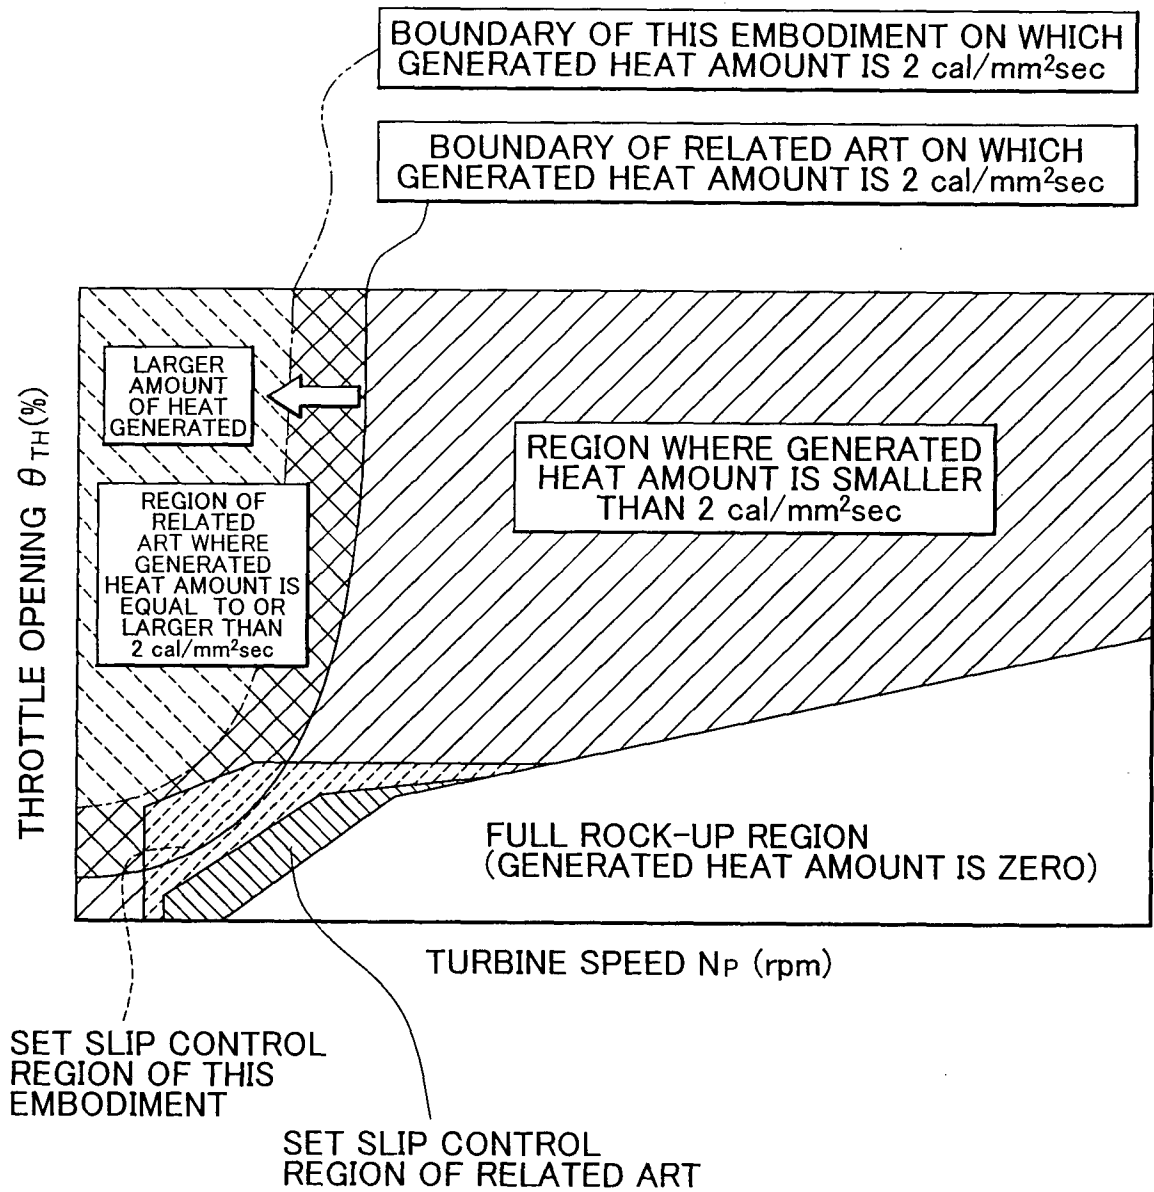 BOUNDARY OF THIS EMBODIMENT ON WHICH
GENERATED HEAT AMOUNT IS 2 cal/mm²sec
BOUNDARY OF RELATED ART ON WHICH
GENERATED HEAT AMOUNT IS 2 cal/mm²sec
LARGER
AMOUNT
OF HEAT
GENERATED
REGION OF
RELATED
ART WHERE
GENERATED
HEAT AMOUNT IS
EQUAL TO OR
LARGER THAN
2 cal/mm²sec
REGION WHERE GENERATED
HEAT AMOUNT IS SMALLER
THAN 2 cal/mm²sec
THROTTLE OPENING θTH(%)
FULL ROCK-UP REGION
(GENERATED HEAT AMOUNT IS ZERO)
TURBINE SPEED NP (rpm)
SET SLIP CONTROL
REGION OF THIS
EMBODIMENT
SET SLIP CONTROL
REGION OF RELATED ART